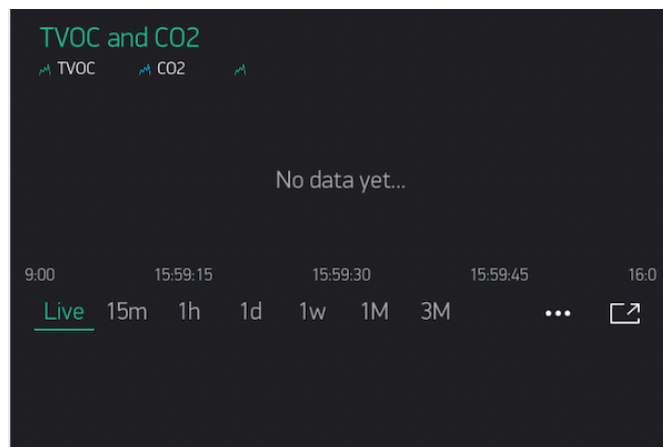 TVOC and CO2
TVOC CO2
No data yet...
9:00 15:59:15 15:59:30 15:59:45 16:0
Live 15m 1h 1d 1w 1M 3M ...